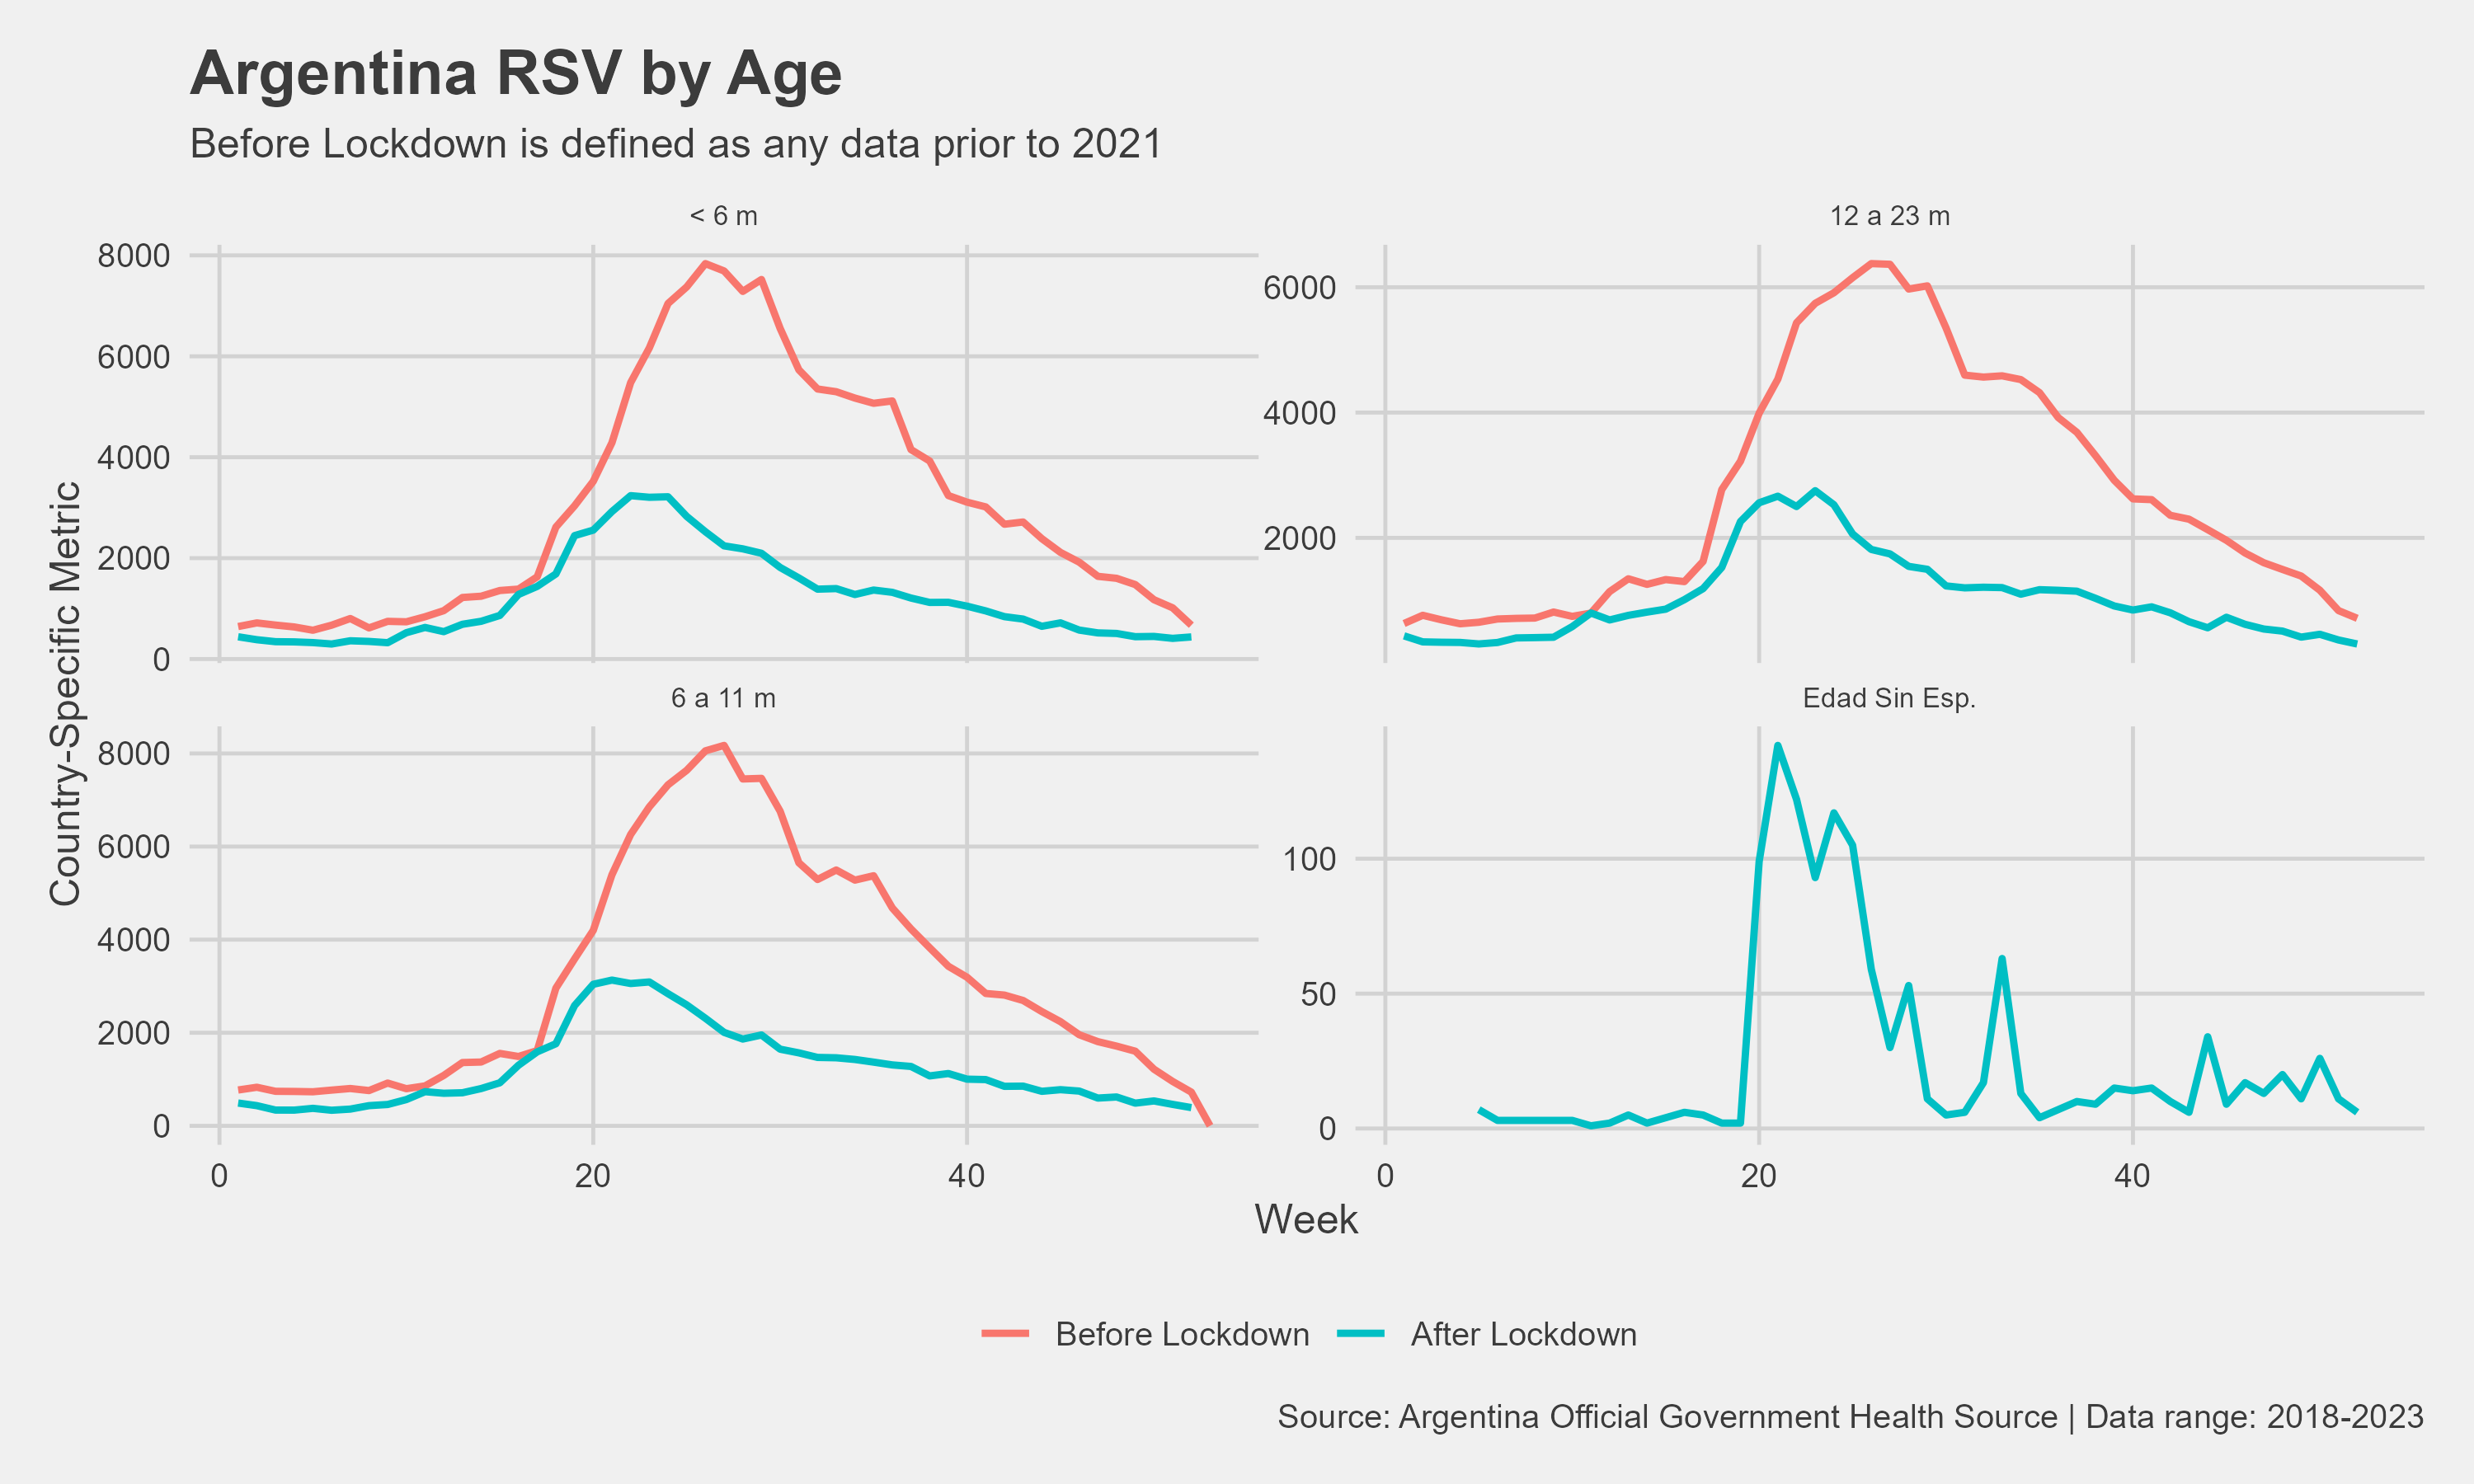 Argentina RSV by Age
Before Lockdown is defined as any data prior to 2021
< 6 m
12 a 23 m
8000
6000
4000
2000
0
6000
4000
2000
Country-Specific Metric
6 a 11 m
Edad Sin Esp.
8000
6000
4000
2000
0
100
50
0
0 20 40
0 20 40
Week
Before Lockdown After Lockdown
Source: Argentina Official Government Health Source | Data range: 2018-2023